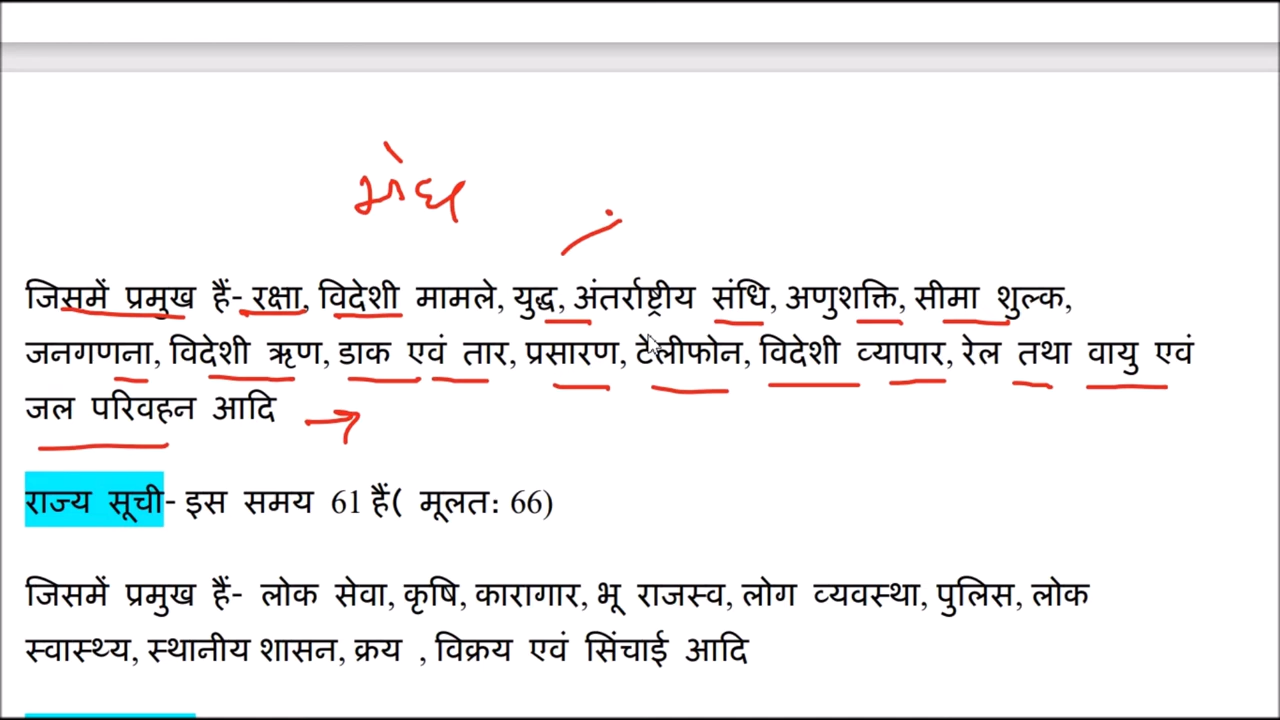 जिसमें प्रमुख हैं- रक्षा, विदेशी मामले, युद्ध, अंतर्राष्ट्रीय संधि, अणुशक्ति, सीमा शुल्क,
जनगणना, विदेशी ऋण, डाक एवं तार, प्रसारण, टेलीफोन, विदेशी व्यापार, रेल तथा वायु एवं
जल परिवहन आदि
राज्य सूची- इस समय 61 हैं( मूलत: 66)
जिसमें प्रमुख हैं- लोक सेवा, कृषि, कारागार, भू राजस्व, लोग व्यवस्था, पुलिस, लोक
स्वास्थ्य, स्थानीय शासन, क्रय , विक्रय एवं सिंचाई आदि